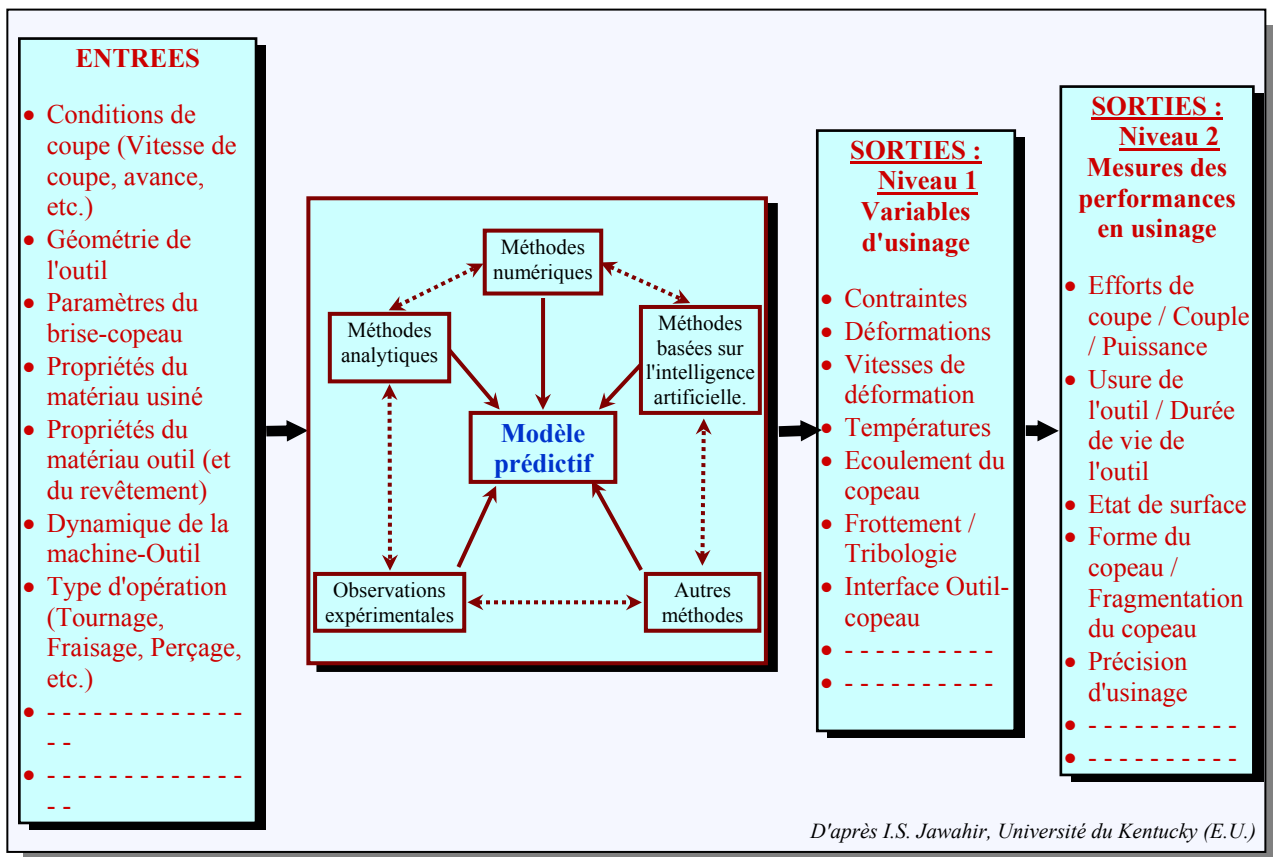 ENTREES
• Conditions de
coupe (Vitesse de
coupe, avance,
etc.)
• Géométrie de
l'outil
• Paramètres du
brise-copeau
• Propriétés du
matériau usiné
• Propriétés du
matériau outil (et
du revêtement)
• Dynamique de la
machine-Outil
• Type d'opération
(Tournage,
Fraisage, Perçage,
etc.)
• - - - - - - - - - - - - -
- -
• - - - - - - - - - - - - -
- -
Méthodes
numériques
Méthodes
analytiques
Méthodes
basées sur
l'intelligence
artificielle.
Modèle
prédictif
Observations
expérimentales
Autres
méthodes
SORTIES :
Niveau 1
Variables
d'usinage
• Contraintes
• Déformations
• Vitesses de
déformation
• Températures
• Ecoulement du
copeau
• Frottement /
Tribologie
• Interface Outil-
copeau
• - - - - - - - - - -
• - - - - - - - - - -
SORTIES :
Niveau 2
Mesures des
performances
en usinage
• Efforts de
coupe / Couple
/ Puissance
• Usure de
l'outil / Durée
de vie de
l'outil
• Etat de surface
• Forme du
copeau /
Fragmentation
du copeau
• Précision
d'usinage
• - - - - - - - - - -
• - - - - - - - - - -
D'après I.S. Jawahir, Université du Kentucky (E.U.)